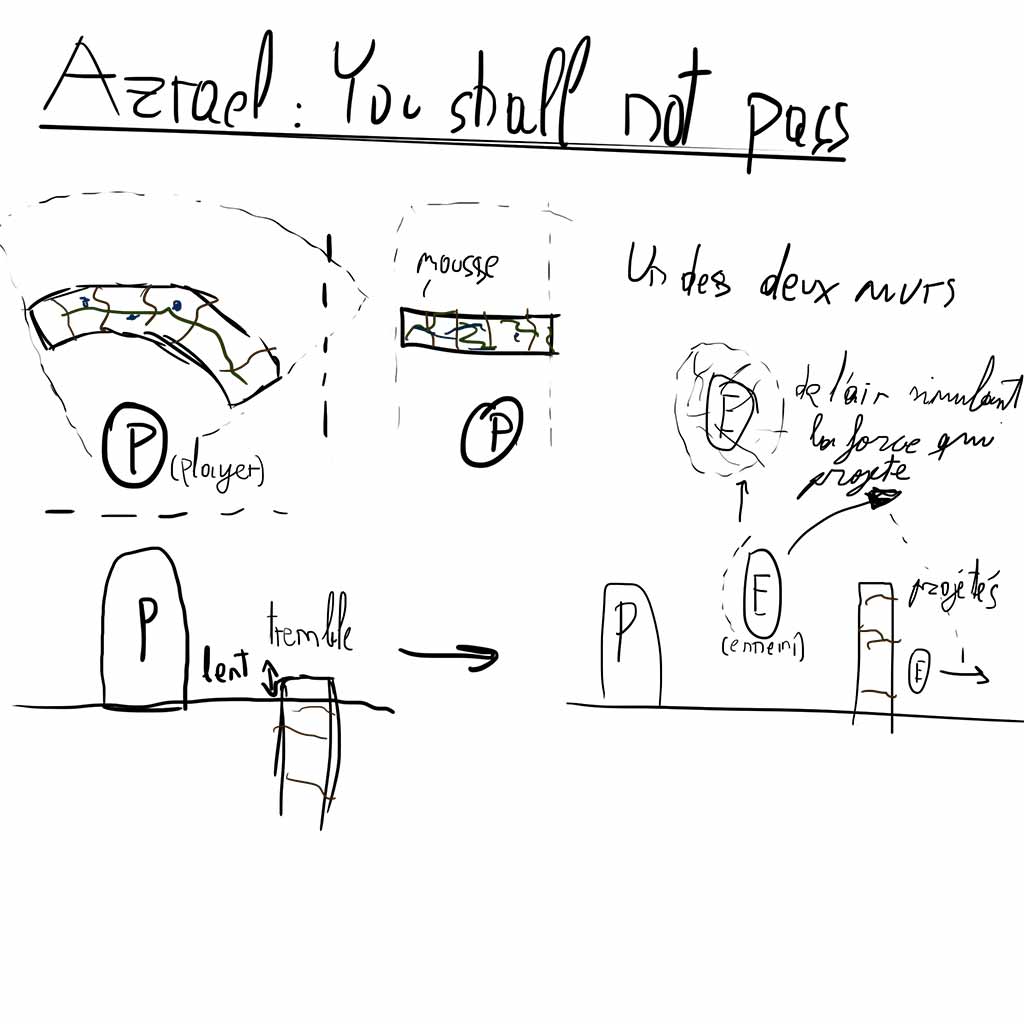 Azrael : You shall not pass
mousse
Un des deux murs
E
de l'air simulant
la force qui
projete
P
(player)
P
P
tremble
lent
P
E
(ennemi)
projétés
E